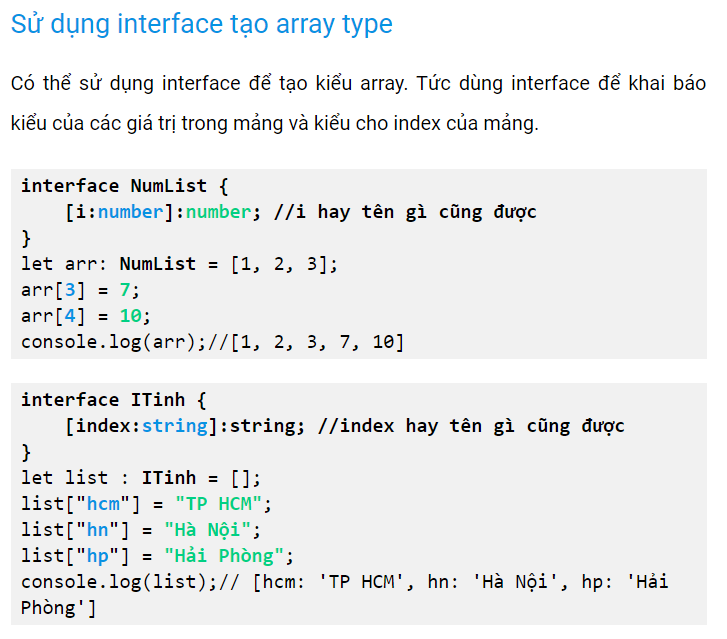 Sử dụng interface tạo array type
Có thể sử dụng interface để tạo kiểu array. Tức dùng interface để khai báo
kiểu của các giá trị trong mảng và kiểu cho index của mảng.
interface NumList {
    [i:number]:number; //i hay tên gì cũng được
}
let arr: NumList = [1, 2, 3];
arr[3] = 7;
arr[4] = 10;
console.log(arr);//[1, 2, 3, 7, 10]
interface ITinh {
    [index:string]:string; //index hay tên gì cũng được
}
let list : ITinh = [];
list["hcm"] = "TP HCM";
list["hn"] = "Hà Nội";
list["hp"] = "Hải Phòng";
console.log(list);// [hcm: 'TP HCM', hn: 'Hà Nội', hp: 'Hải
Phòng']